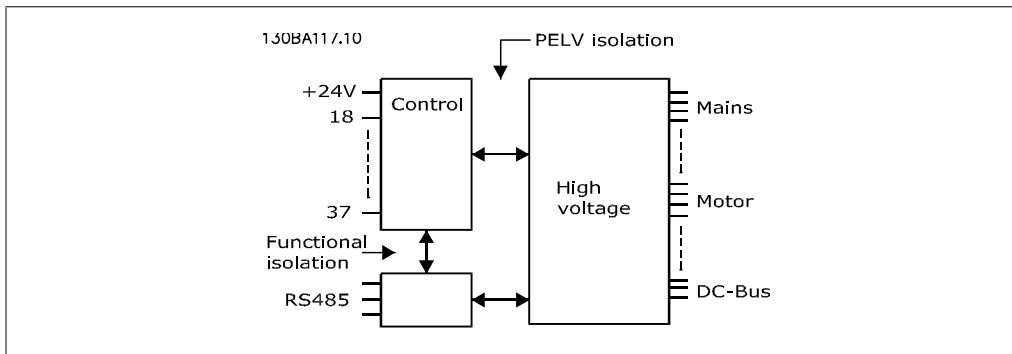 130BA117.10
PELV isolation
+24V
Control
18
Mains
High
voltage
37
Motor
Functional
isolation
RS485
DC-Bus